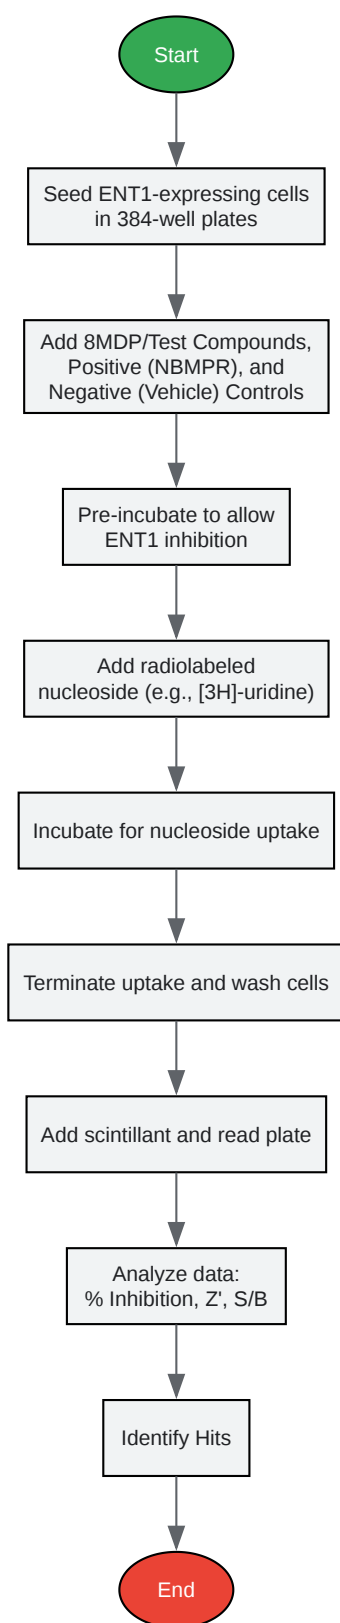 Start
Seed ENT1-expressing cells
in 384-well plates
Add 8MDP/Test Compounds,
Positive (NBMPR), and
Negative (Vehicle) Controls
Pre-incubate to allow
ENT1 inhibition
Add radiolabeled
nucleoside (e.g., [3H]-uridine)
Incubate for nucleoside uptake
Terminate uptake and wash cells
Add scintillant and read plate
Analyze data:
% Inhibition, Z', S/B
Identify Hits
End